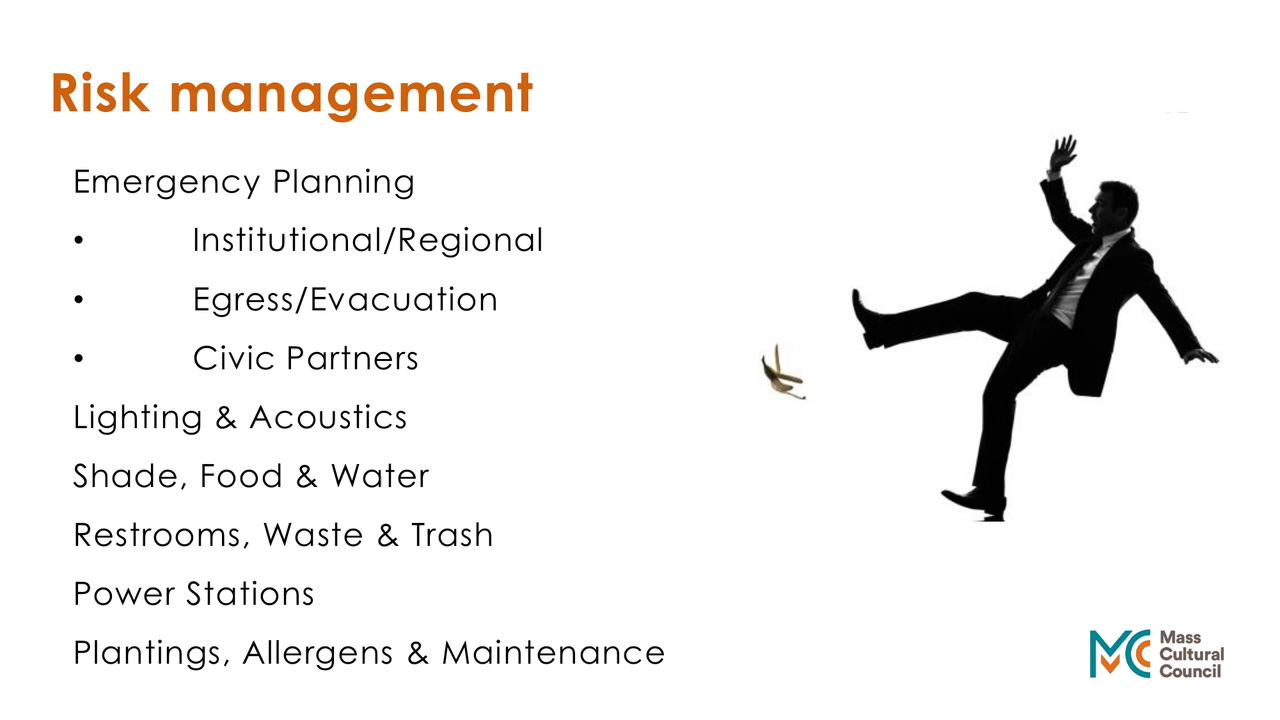 Risk management
Emergency Planning
• Institutional/Regional
• Egress/Evacuation
• Civic Partners
Lighting & Acoustics
Shade, Food & Water
Restrooms, Waste & Trash
Power Stations
Plantings, Allergens & Maintenance
Mass
Cultural
Council